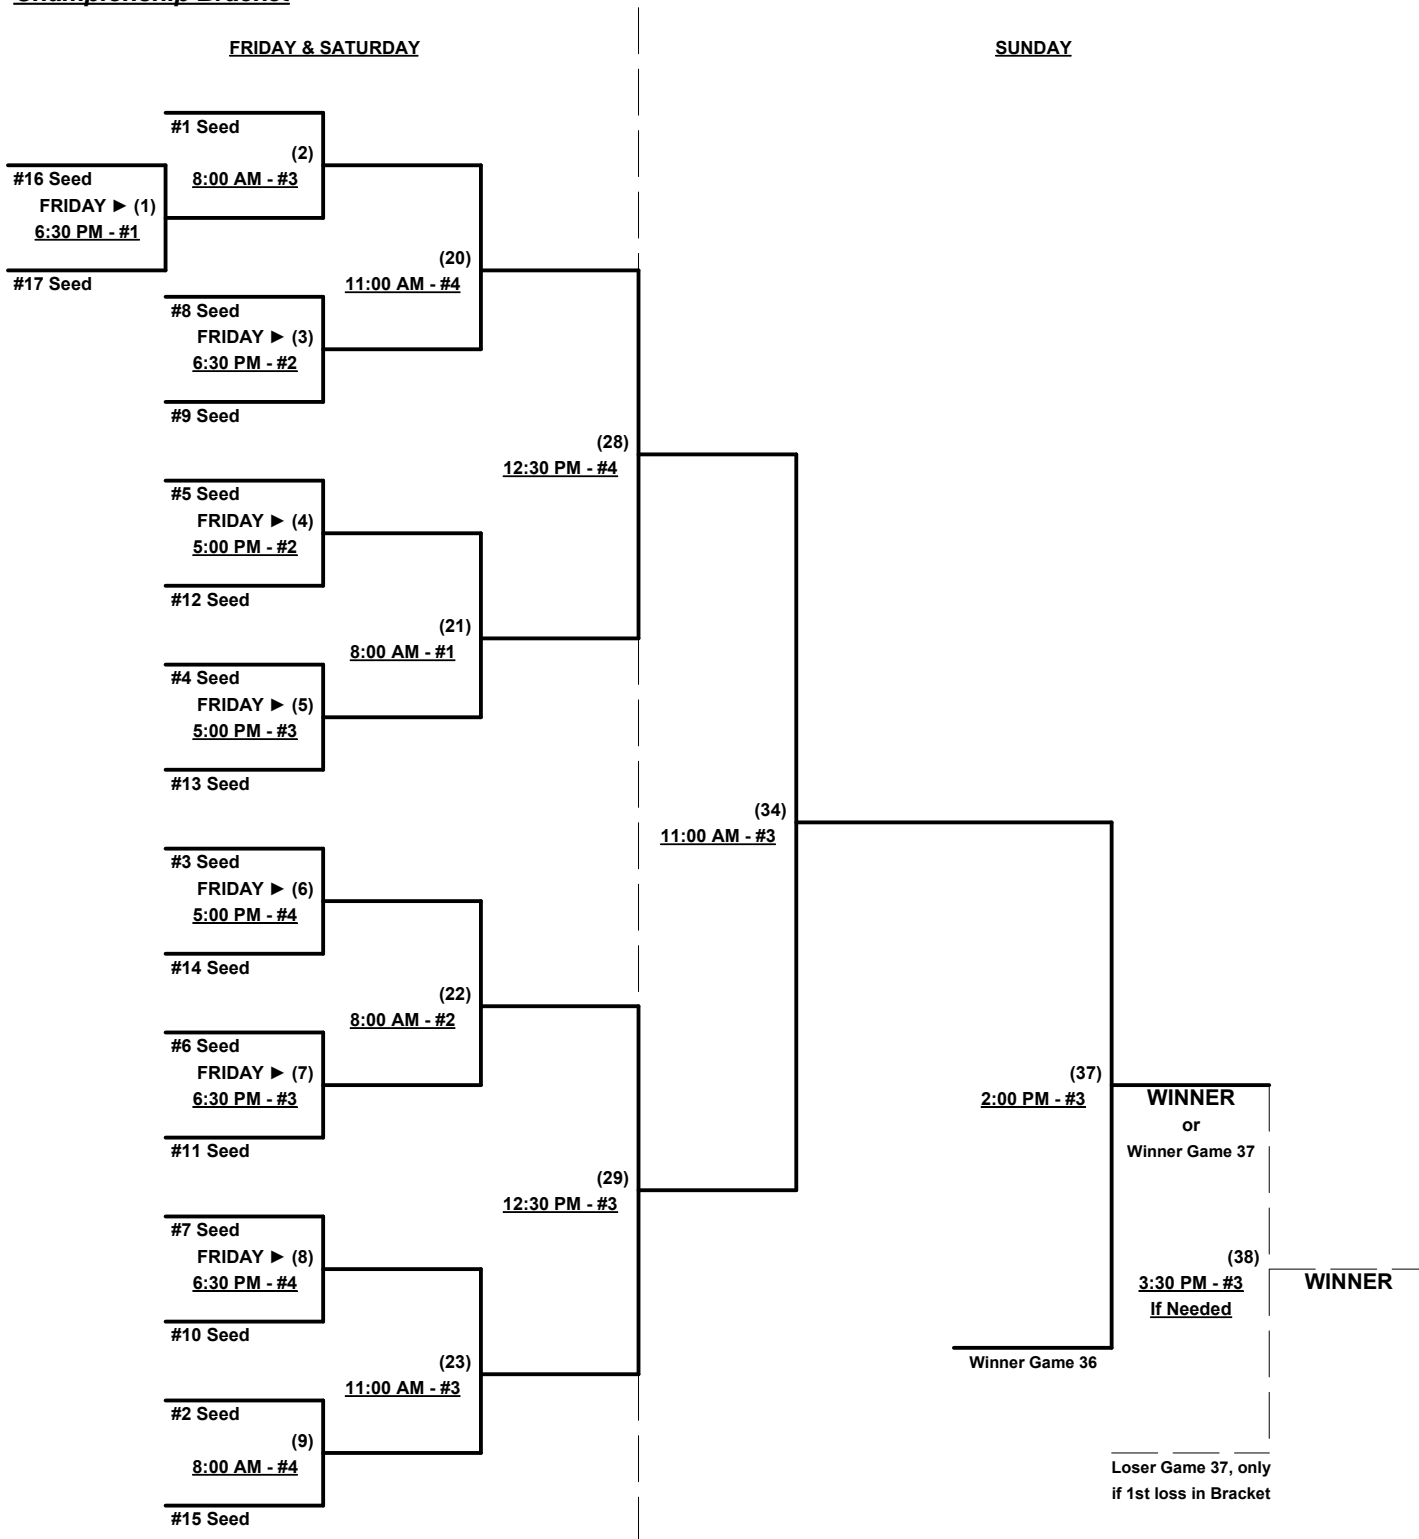 Championship Bracket
FRIDAY & SATURDAY
SUNDAY
#1 Seed
(2)
8:00 AM - #3
#16 Seed
FRIDAY ► (1)
6:30 PM - #1
#17 Seed
(20)
11:00 AM - #4
#8 Seed
FRIDAY ► (3)
6:30 PM - #2
#9 Seed
(28)
12:30 PM - #4
#5 Seed
FRIDAY ► (4)
5:00 PM - #2
#12 Seed
(21)
8:00 AM - #1
#4 Seed
FRIDAY ► (5)
5:00 PM - #3
#13 Seed
(34)
11:00 AM - #3
#3 Seed
FRIDAY ► (6)
5:00 PM - #4
#14 Seed
(22)
8:00 AM - #2
#6 Seed
FRIDAY ► (7)
6:30 PM - #3
#11 Seed
(37)
2:00 PM - #3
WINNER
or
Winner Game 37
(29)
12:30 PM - #3
#7 Seed
FRIDAY ► (8)
6:30 PM - #4
#10 Seed
(38)
3:30 PM - #3
If Needed
WINNER
Winner Game 36
(23)
11:00 AM - #3
#2 Seed
(9)
8:00 AM - #4
#15 Seed
Loser Game 37, only
if 1st loss in Bracket